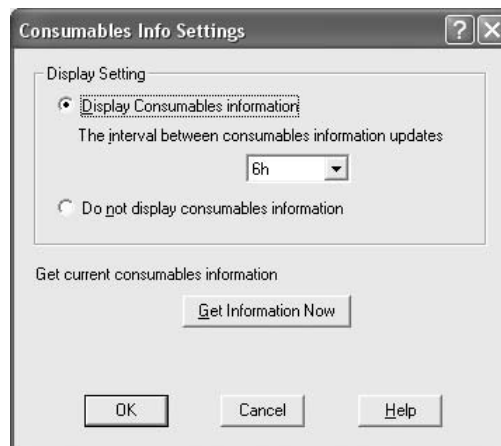 Consumables Info Settings
Display Setting
Display Consumables information
The interval between consumables information updates
6h
Do not display consumables information
Get current consumables information
Get Information Now
OK
Cancel
Help